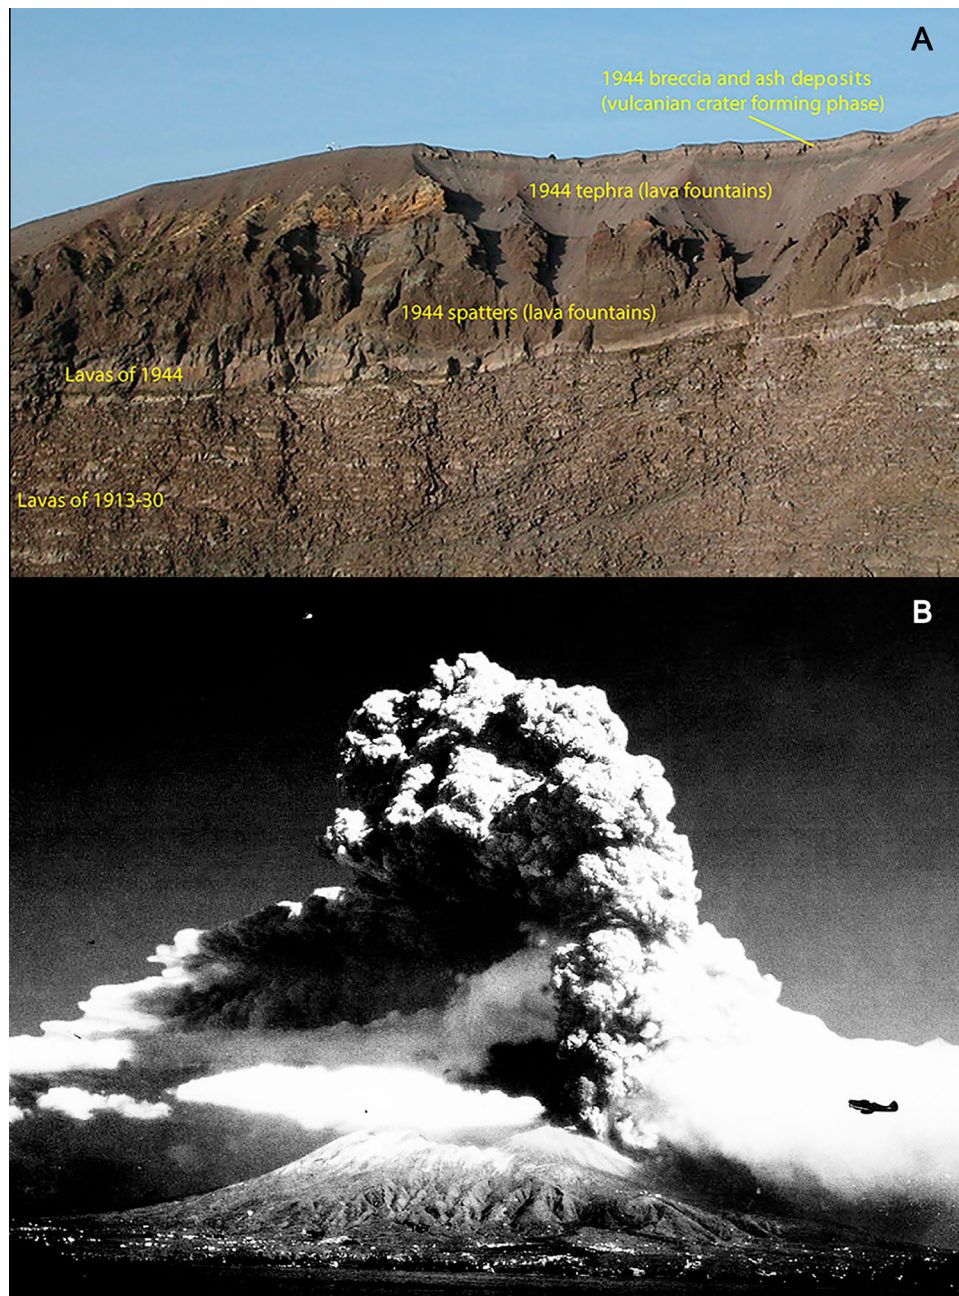 A
1944 breccia and ash deposits
(vulcanian crater forming phase)
1944 tephra (lava fountains)
1944 spatters (lava fountains)
Lavas of 1944
Lavas of 1913-30
B